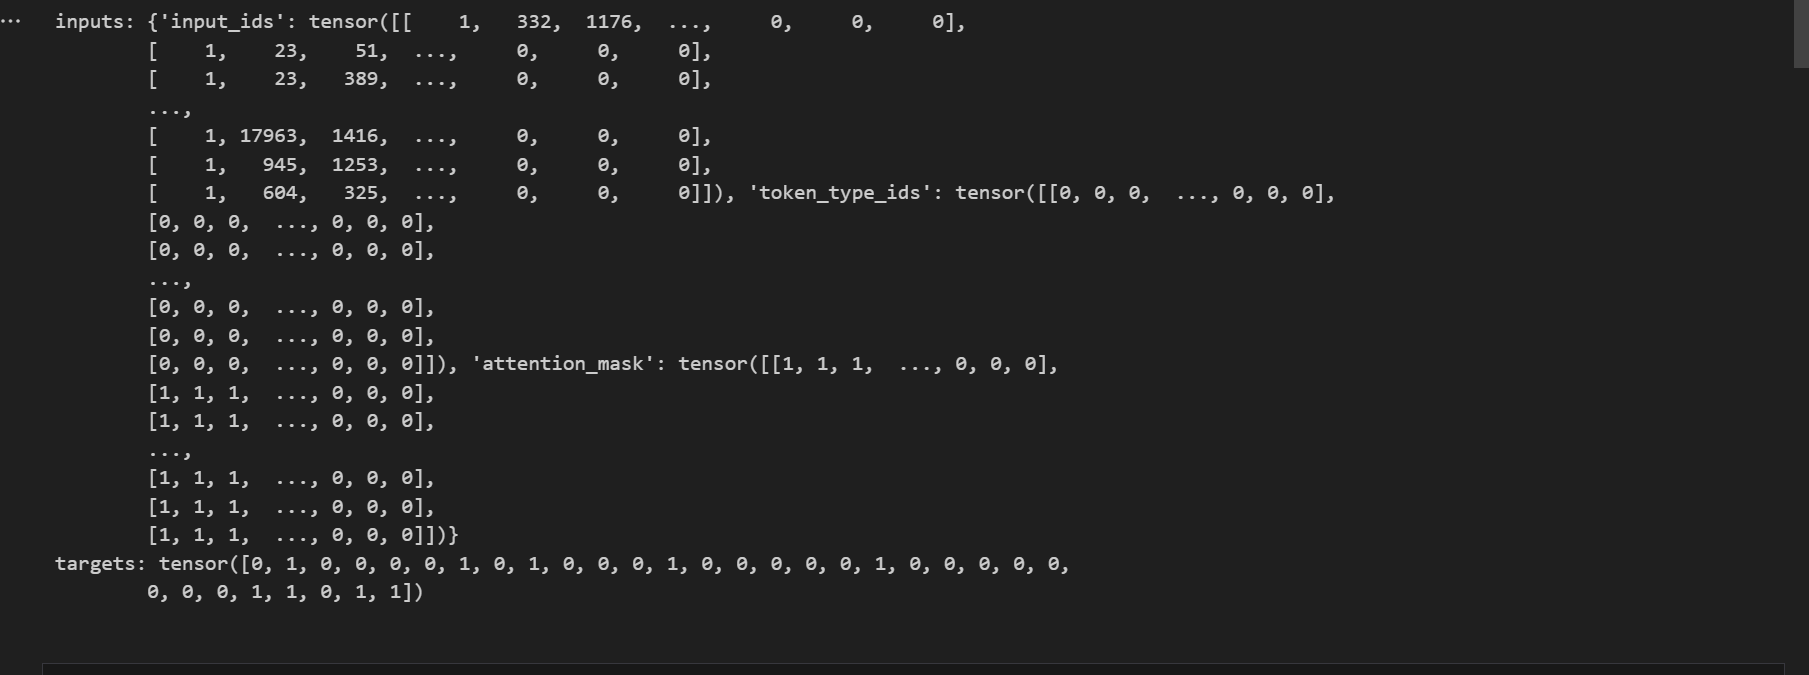 ...
inputs: {'input_ids': tensor([[    1,   332,  1176,  ...,     0,     0,     0],
        [    1,    23,    51,  ...,     0,     0,     0],
        [    1,    23,   389,  ...,     0,     0,     0],
        ...,
        [    1, 17963,  1416,  ...,     0,     0,     0],
        [    1,   945,  1253,  ...,     0,     0,     0],
        [    1,   604,   325,  ...,     0,     0,     0]]), 'token_type_ids': tensor([[0, 0, 0,  ..., 0, 0, 0],
        [0, 0, 0,  ..., 0, 0, 0],
        [0, 0, 0,  ..., 0, 0, 0],
        ...,
        [0, 0, 0,  ..., 0, 0, 0],
        [0, 0, 0,  ..., 0, 0, 0],
        [0, 0, 0,  ..., 0, 0, 0]]), 'attention_mask': tensor([[1, 1, 1,  ..., 0, 0, 0],
        [1, 1, 1,  ..., 0, 0, 0],
        [1, 1, 1,  ..., 0, 0, 0],
        ...,
        [1, 1, 1,  ..., 0, 0, 0],
        [1, 1, 1,  ..., 0, 0, 0],
        [1, 1, 1,  ..., 0, 0, 0]])}
targets: tensor([0, 1, 0, 0, 0, 0, 1, 0, 1, 0, 0, 0, 1, 0, 0, 0, 0, 0, 1, 0, 0, 0, 0, 0,
        0, 0, 0, 1, 1, 0, 1, 1])